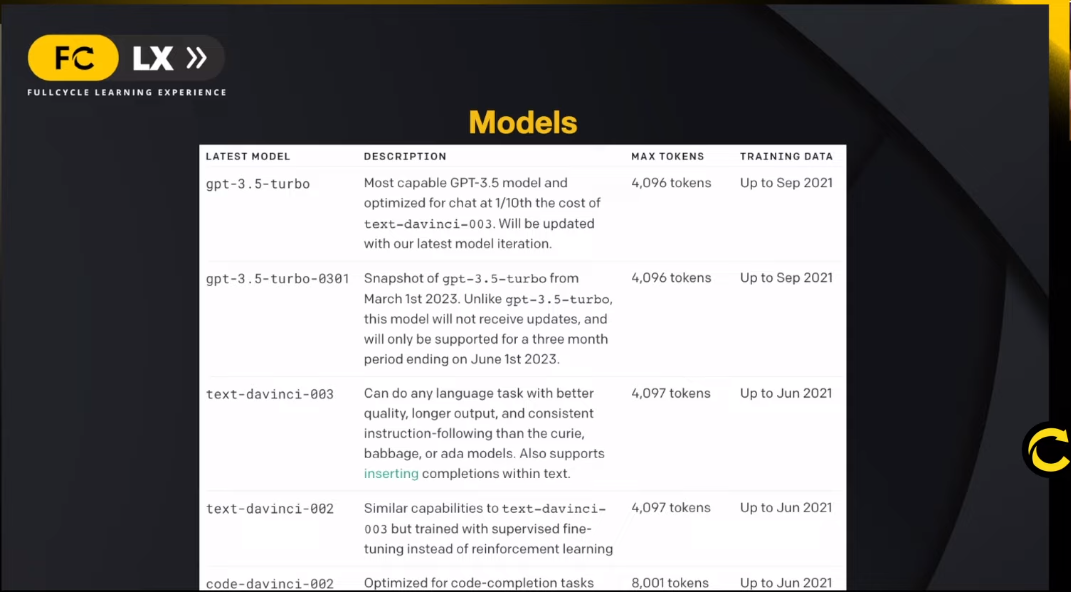 FC LX
FULLCYCLE LEARNING EXPERIENCE
Models
LATEST MODEL DESCRIPTION MAX TOKENS TRAINING DATA
gpt-3.5-turbo Most capable GPT-3.5 model and 4,096 tokens Up to Sep 2021
optimized for chat at 1/10th the cost of
text-davinci-003. Will be updated
with our latest model iteration.
gpt-3.5-turbo-0301 Snapshot of gpt-3.5-turbo from 4,096 tokens Up to Sep 2021
March 1st 2023. Unlike gpt-3.5-turbo,
this model will not receive updates, and
will only be supported for a three month
period ending on June 1st 2023.
text-davinci-003 Can do any language task with better 4,097 tokens Up to Jun 2021
quality, longer output, and consistent
instruction-following than the curie,
babbage, or ada models. Also supports
inserting completions within text.
text-davinci-002 Similar capabilities to text-davinci- 4,097 tokens Up to Jun 2021
003 but trained with supervised fine-
tuning instead of reinforcement learning
code-davinci-002 Optimized for code-completion tasks 8,001 tokens Up to Jun 2021